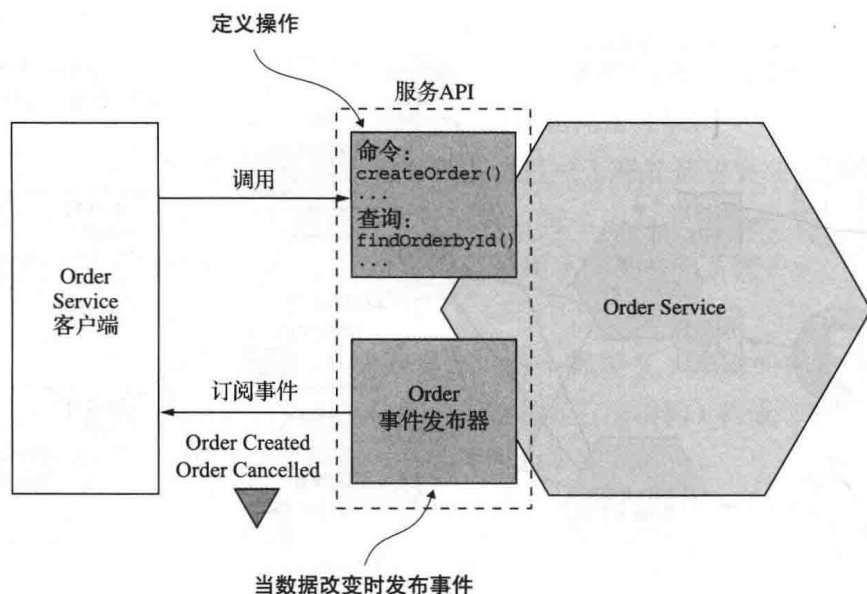 定义操作
服务API
命令：
createOrder()
...
查询：
findOrderbyId()
...
调用
Order
Service
客户端
Order Service
订阅事件
Order Created
Order Cancelled
Order
事件发布器
当数据改变时发布事件